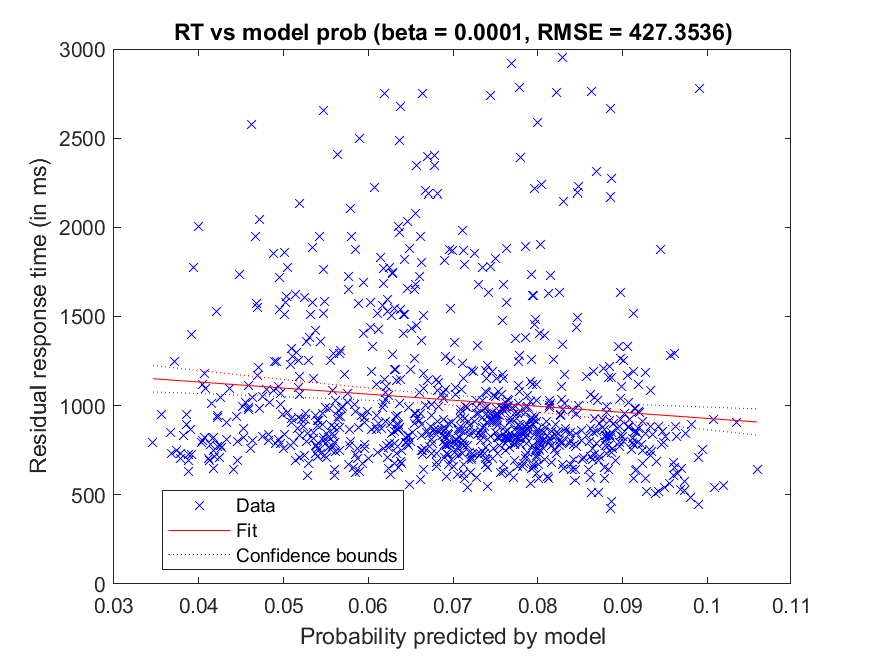 RT vs model prob (beta = 0.0001, RMSE = 427.3536)
3000
2500
2000
1500
1000
500
0
Residual response time (in ms)
Data
Fit
Confidence bounds
0.03 0.04 0.05 0.06 0.07 0.08 0.09 0.1 0.11
Probability predicted by model